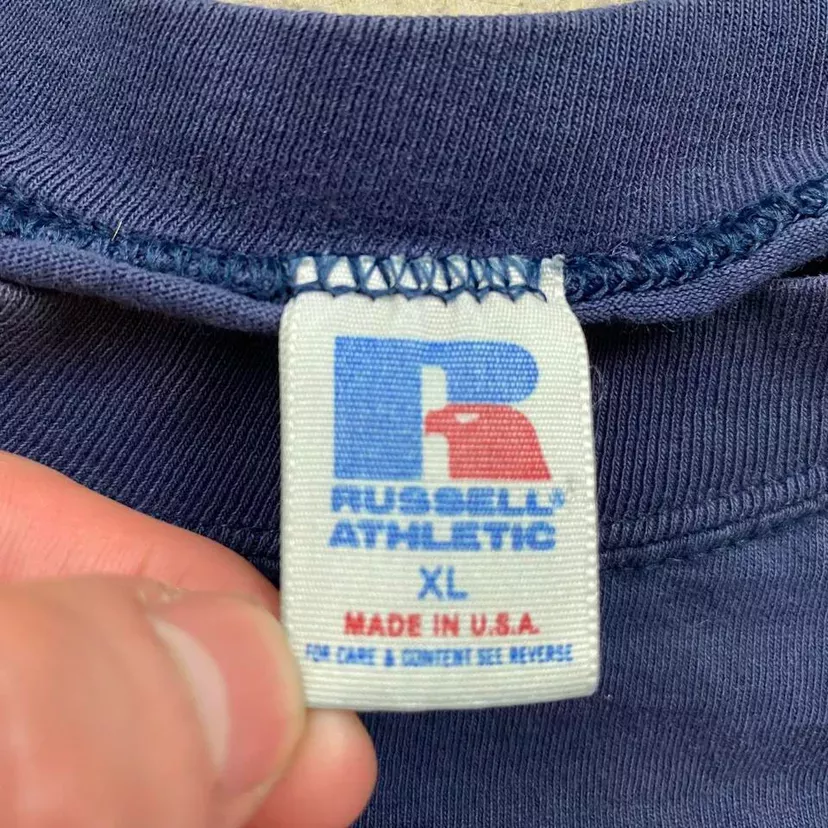 R
RUSSELL®
ATHLETIC
XL
MADE IN U.S.A.
FOR CARE & CONTENT SEE REVERSE